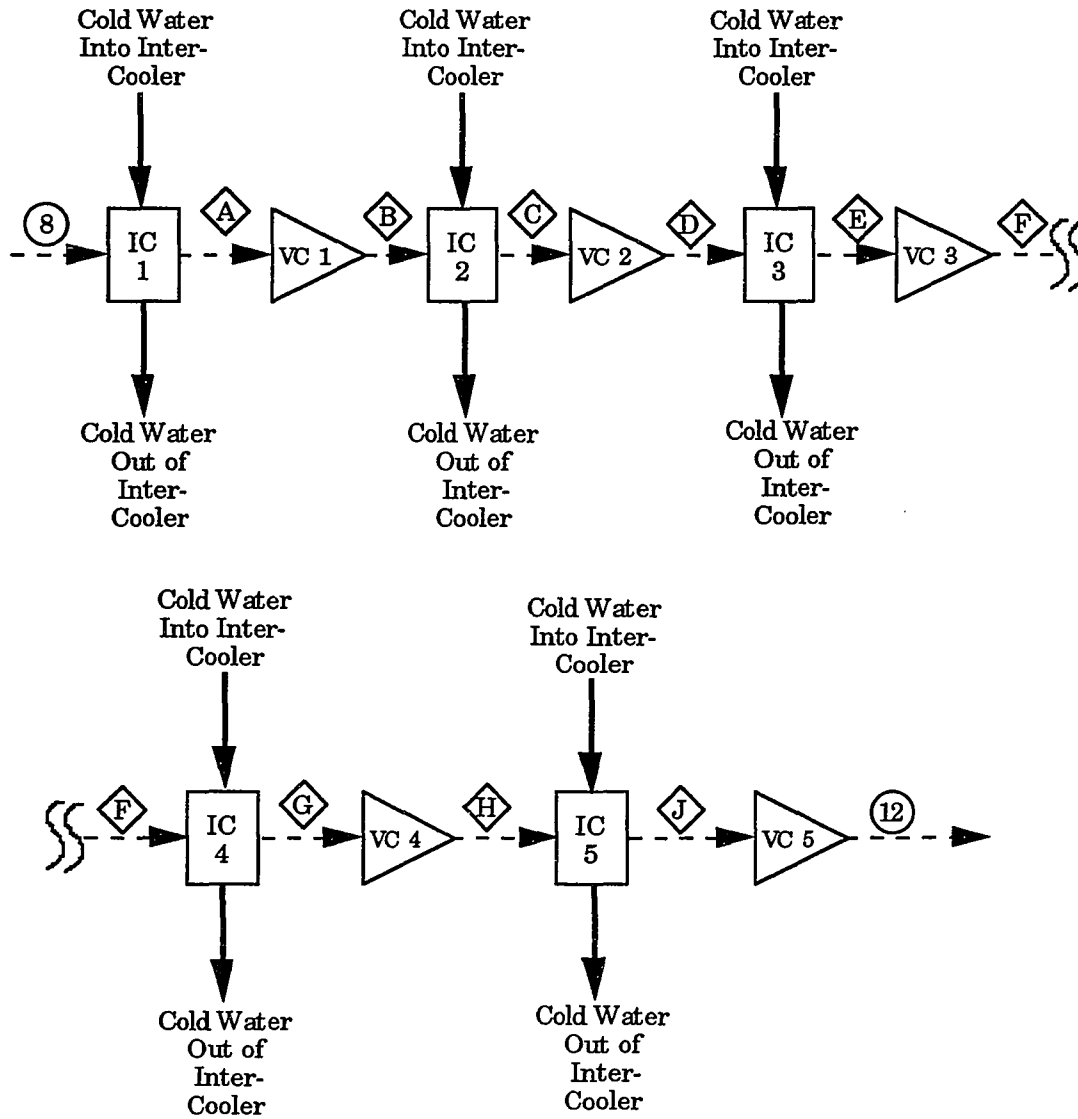 Cold Water
Into Inter-
Cooler
Cold Water
Into Inter-
Cooler
Cold Water
Into Inter-
Cooler
8
IC
1
A
VC 1
B
IC
2
C
VC 2
D
IC
3
E
VC 3
F
Cold Water
Out of
Inter-
Cooler
Cold Water
Out of
Inter-
Cooler
Cold Water
Out of
Inter-
Cooler
Cold Water
Into Inter-
Cooler
Cold Water
Into Inter-
Cooler
F
IC
4
G
VC 4
H
IC
5
J
VC 5
12
Cold Water
Out of
Inter-
Cooler
Cold Water
Out of
Inter-
Cooler